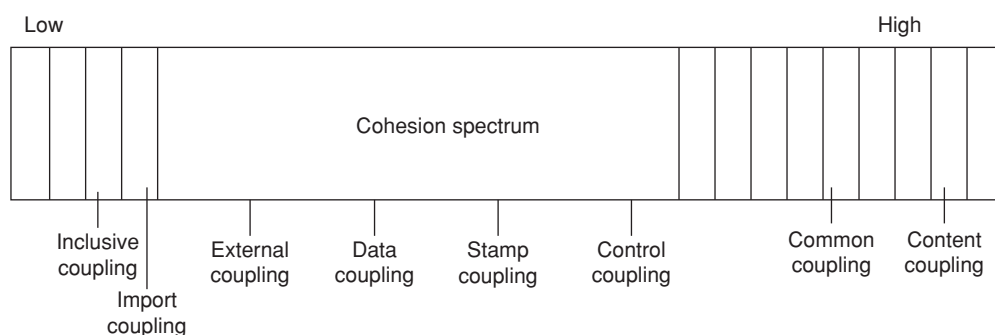 Low
High
Cohesion spectrum
Inclusive
coupling
Import
coupling
External
coupling
Data
coupling
Stamp
coupling
Control
coupling
Common
coupling
Content
coupling